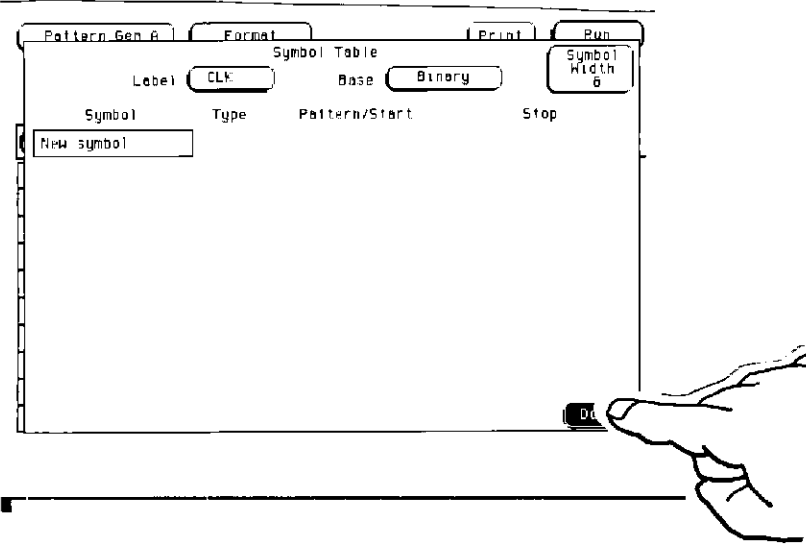 Pattern Gen A Format Print Run
Symbol Table
Label CLK Base Binary
Symbol Width 6
Symbol Type Pattern/Start Stop
New symbol